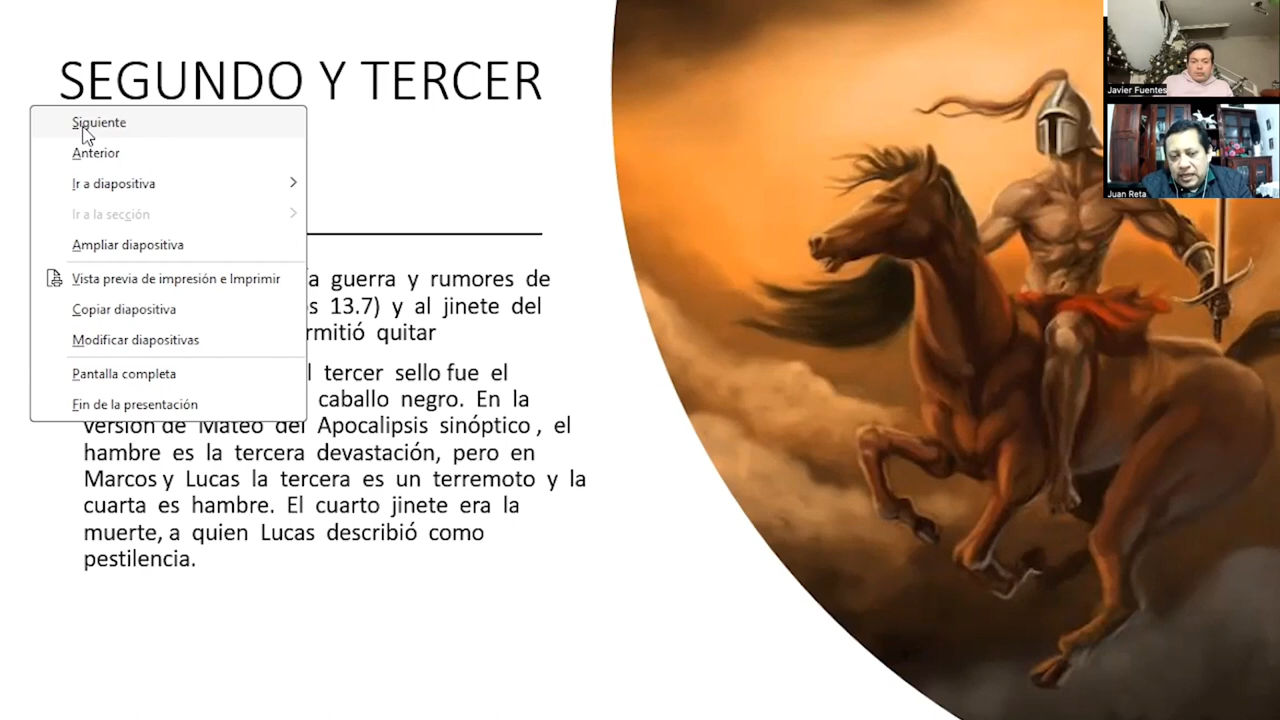 SEGUNDO Y TERCER
Javier Fuentes
Juan Reta
Siguiente
Anterior
Ir a diapositiva
Ir a la sección
Ampliar diapositiva
Vista previa de impresión e Imprimir
Copiar diapositiva
Modificar diapositivas
Pantalla completa
Fin de la presentación
guerra y rumores de
13.7) y al jinete del
quitar
tercer sello fue el
caballo negro. En la
versión de Mateo del Apocalipsis sinóptico , el
hambre es la tercera devastación, pero en
Marcos y Lucas la tercera es un terremoto y la
cuarta es hambre. El cuarto jinete era la
muerte, a quien Lucas describió como
pestilencia.